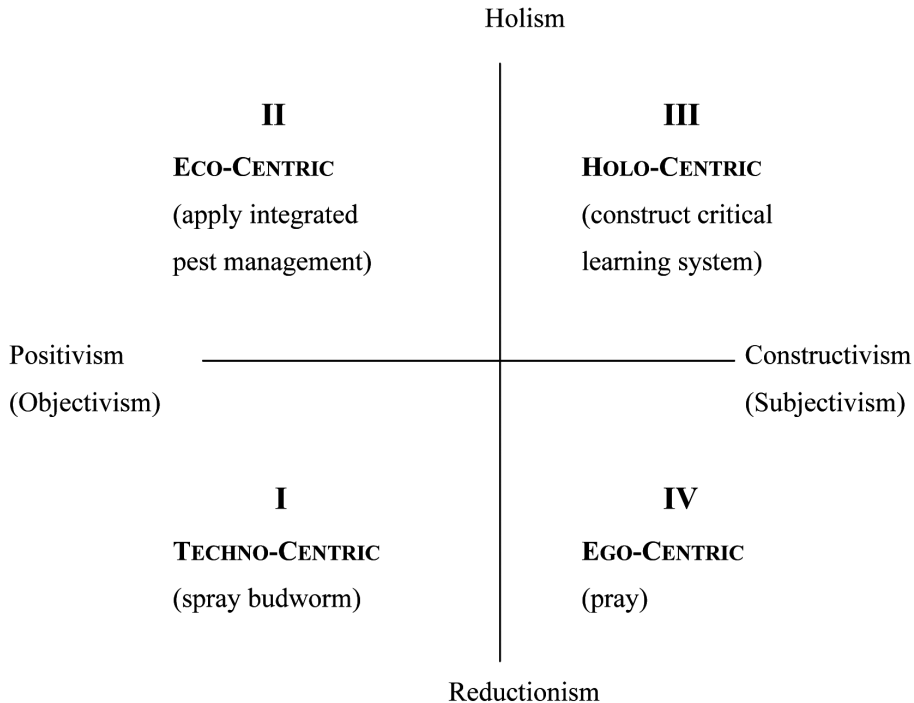 Holism
II
ECO-CENTRIC
(apply integrated
pest management)
III
HOLO-CENTRIC
(construct critical
learning system)
Positivism
(Objectivism)
Constructivism
(Subjectivism)
I
TECHNO-CENTRIC
(spray budworm)
IV
EGO-CENTRIC
(pray)
Reductionism